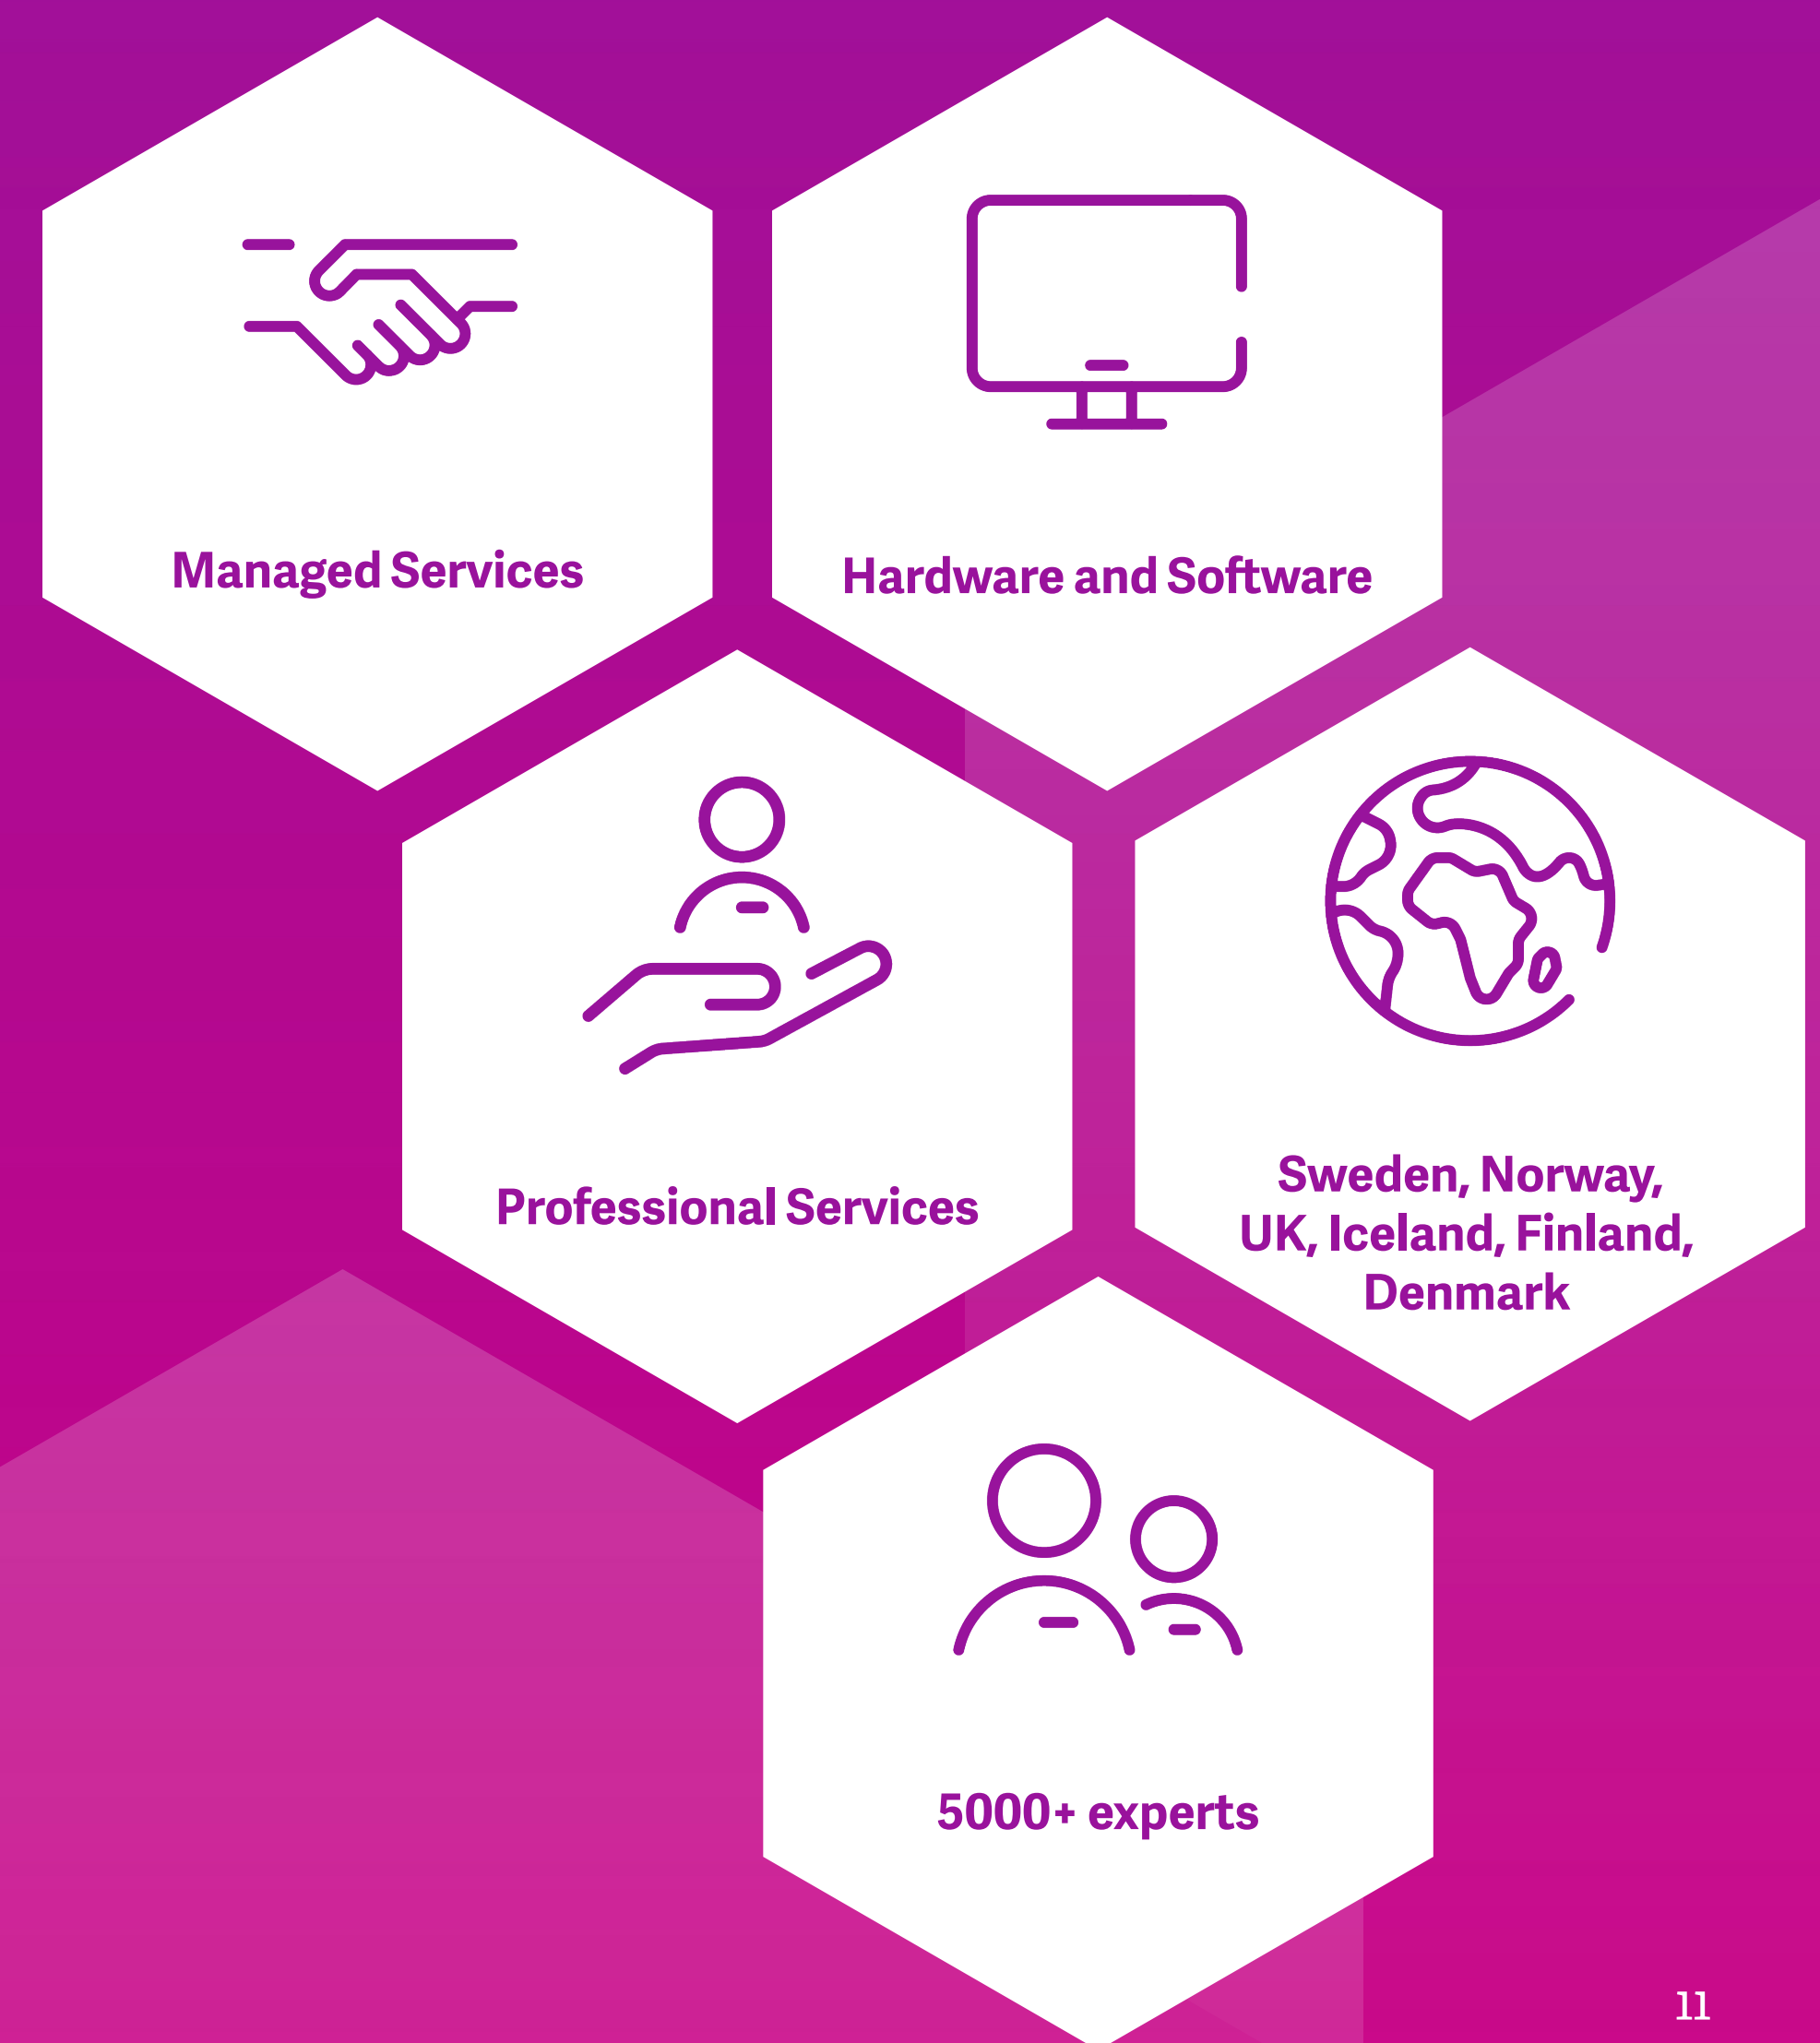 Managed Services
Hardware and Software
Professional Services
Sweden, Norway,
UK, Iceland, Finland,
Denmark
5000+ experts
11